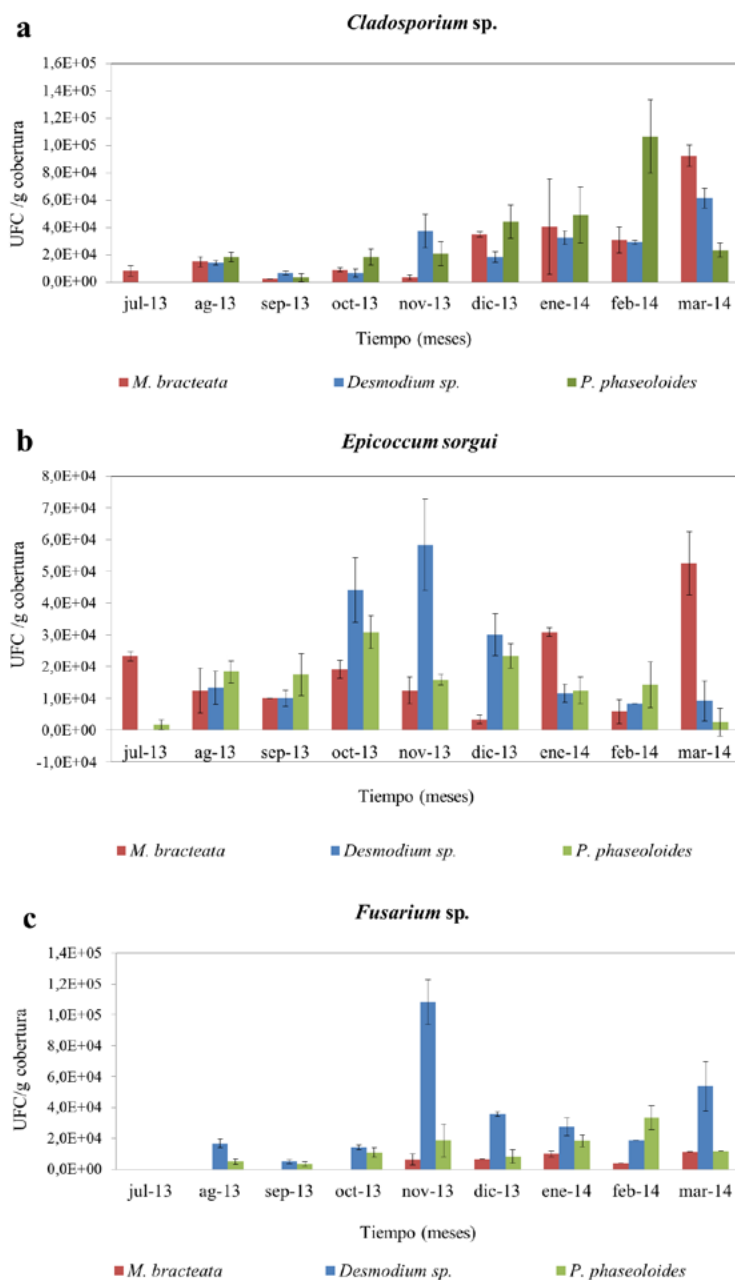 a
Cladosporium sp.
UFC /g cobertura
1,6E+05
1,4E+05
1,2E+05
1,0E+05
8,0E+04
6,0E+04
4,0E+04
2,0E+04
0,0E+00
jul-13 ag-13 sep-13 oct-13 nov-13 dic-13 ene-14 feb-14 mar-14
Tiempo (meses)
M. bracteata Desmodium sp. P. phaseoloides
b
Epicoccum sorgui
UFC /g cobertura
8,0E+04
7,0E+04
6,0E+04
5,0E+04
4,0E+04
3,0E+04
2,0E+04
1,0E+04
0,0E+00
-1,0E+04
jul-13 ag-13 sep-13 oct-13 nov-13 dic-13 ene-14 feb-14 mar-14
Tiempo (meses)
M. bracteata Desmodium sp. P. phaseoloides
c
Fusarium sp.
UFC/g cobertura
1,4E+05
1,2E+05
1,0E+05
8,0E+04
6,0E+04
4,0E+04
2,0E+04
0,0E+00
jul-13 ag-13 sep-13 oct-13 nov-13 dic-13 ene-14 feb-14 mar-14
Tiempo (meses)
M. bracteata Desmodium sp. P. phaseoloides